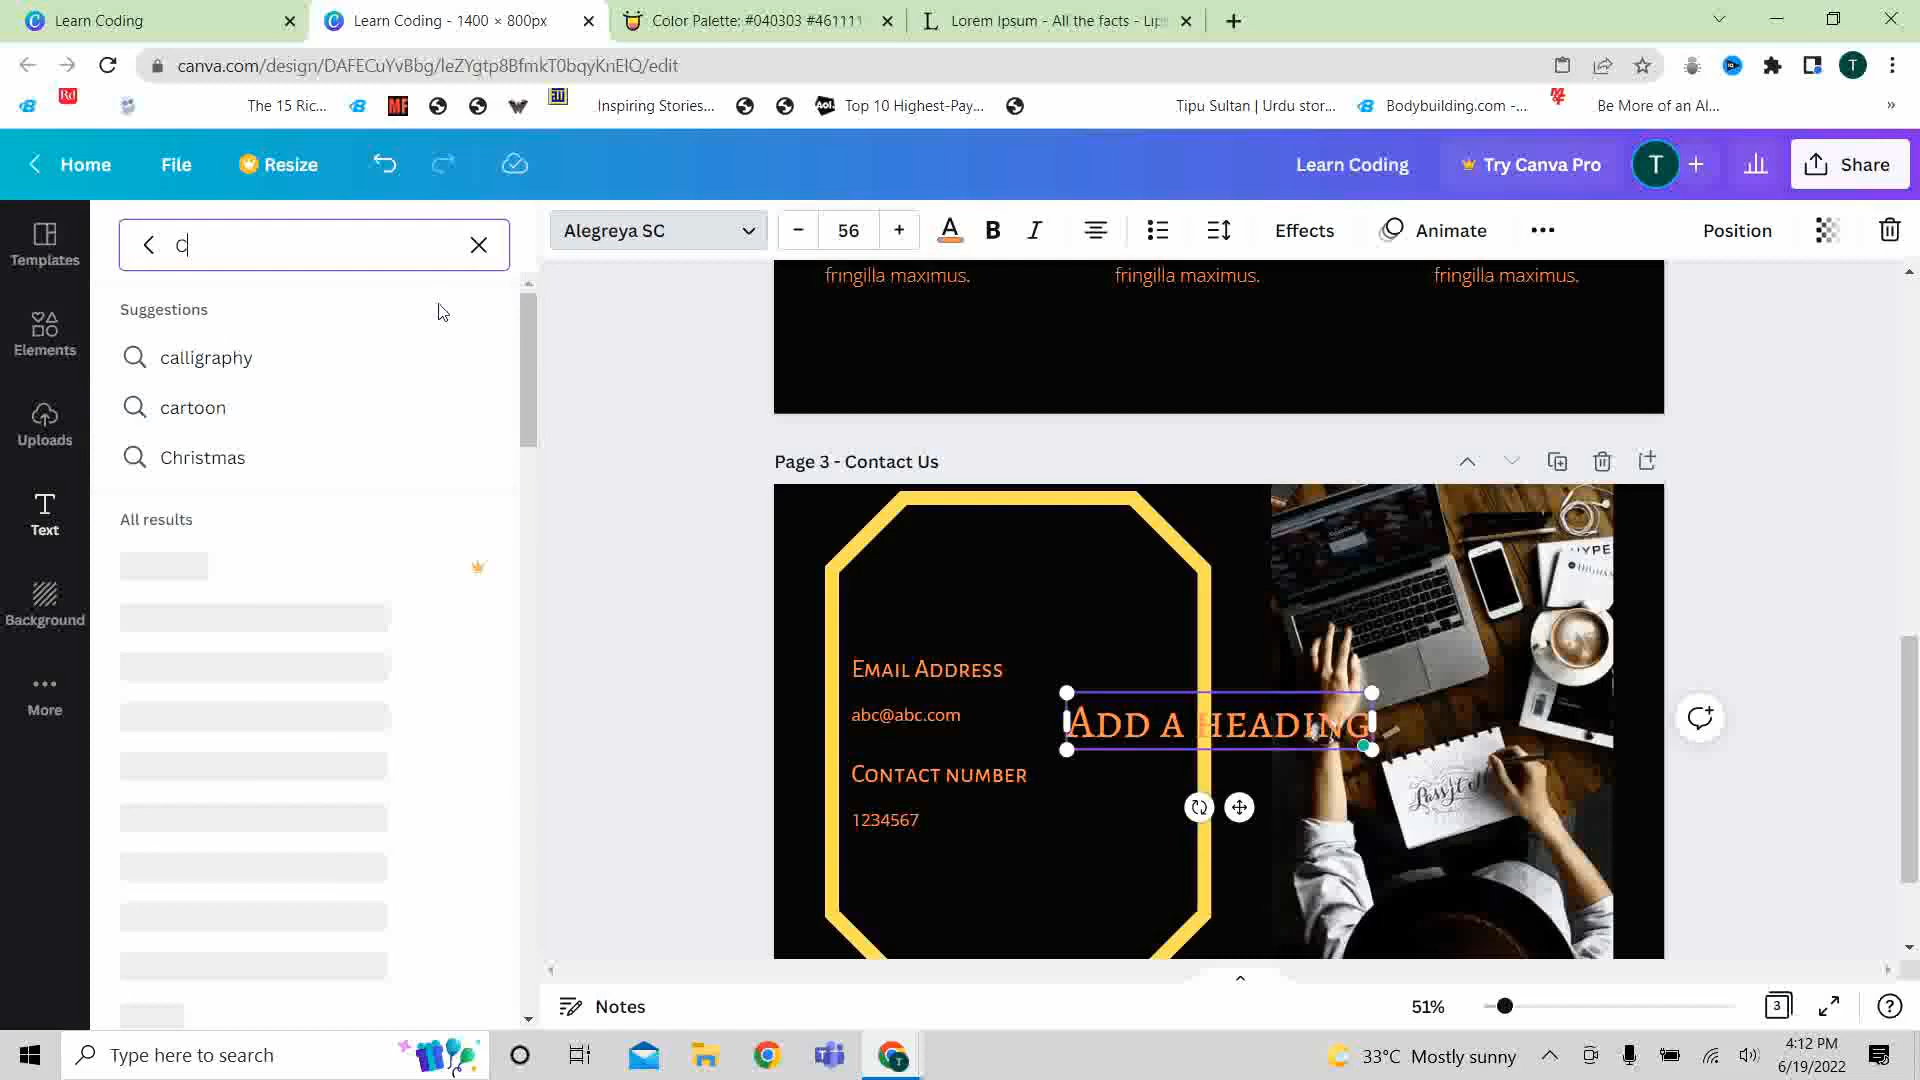 Learn Coding
Learn Coding - 1400 × 800px
Color Palette: #040303 #461111
Lorem Ipsum - All the facts - Lip
canva.com/design/DAFECuYvBbg/leZYgtp8BfmkT0bqyKnEIQ/edit
T
Rd
The 15 Ric...
MF
Inspiring Stories...
Aol.
Top 10 Highest-Pay...
Tipu Sultan | Urdu stor...
Bodybuilding.com -...
Be More of an Al...
»
Home
File
Resize
Learn Coding
Try Canva Pro
T
Share
Templates
Elements
Uploads
Text
Background
More
C
Suggestions
calligraphy
cartoon
Christmas
All results
Alegreya SC
56
A
B
I
Effects
Animate
Position
fringilla maximus.
fringilla maximus.
fringilla maximus.
Page 3 - Contact Us
Email Address
abc@abc.com
Add a heading
Contact number
1234567
HYPE
Notes
51%
3
Type here to search
33°C Mostly sunny
4:12 PM
6/19/2022